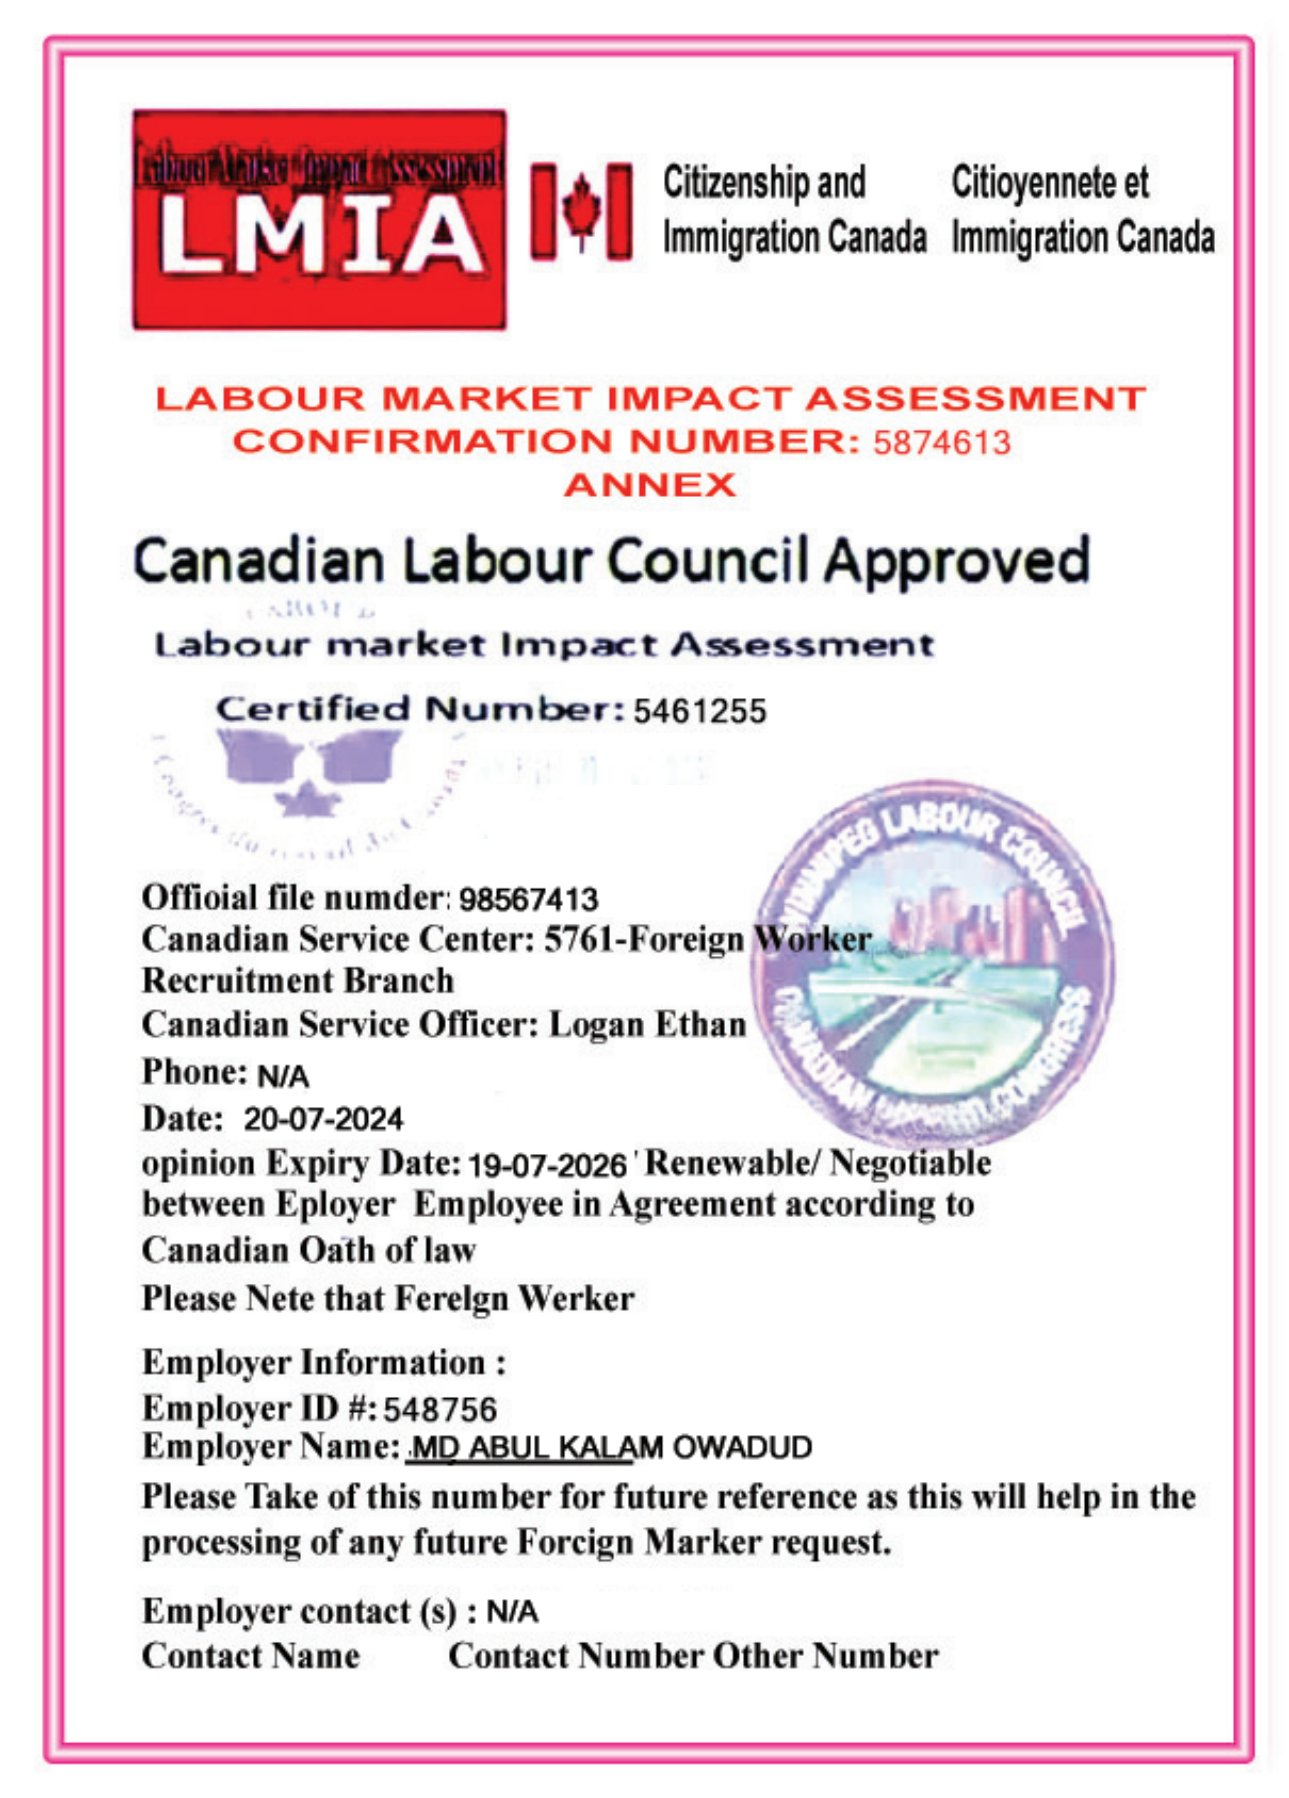 Labour Market Impact Assessment
LMIA
Citizenship and Citioyennete et
Immigration Canada Immigration Canada
LABOUR MARKET IMPACT ASSESSMENT
CONFIRMATION NUMBER: 5874613
ANNEX
Canadian Labour Council Approved
Labour market Impact Assessment
Certified Number: 5461255
WINNIPEG LABOUR COUNCIL
CANADIAN LABOUR CONGRESS
Offioial file numder: 98567413
Canadian Service Center: 5761-Foreign Worker
Recruitment Branch
Canadian Service Officer: Logan Ethan
Phone: N/A
Date: 20-07-2024
opinion Expiry Date: 19-07-2026 ' Renewable/ Negotiable
between Eployer Employee in Agreement according to
Canadian Oath of law
Please Nete that Ferelgn Werker
Employer Information :
Employer ID #: 548756
Employer Name: MD ABUL KALAM OWADUD
Please Take of this number for future reference as this will help in the
processing of any future Forcign Marker request.
Employer contact (s) : N/A
Contact Name Contact Number Other Number